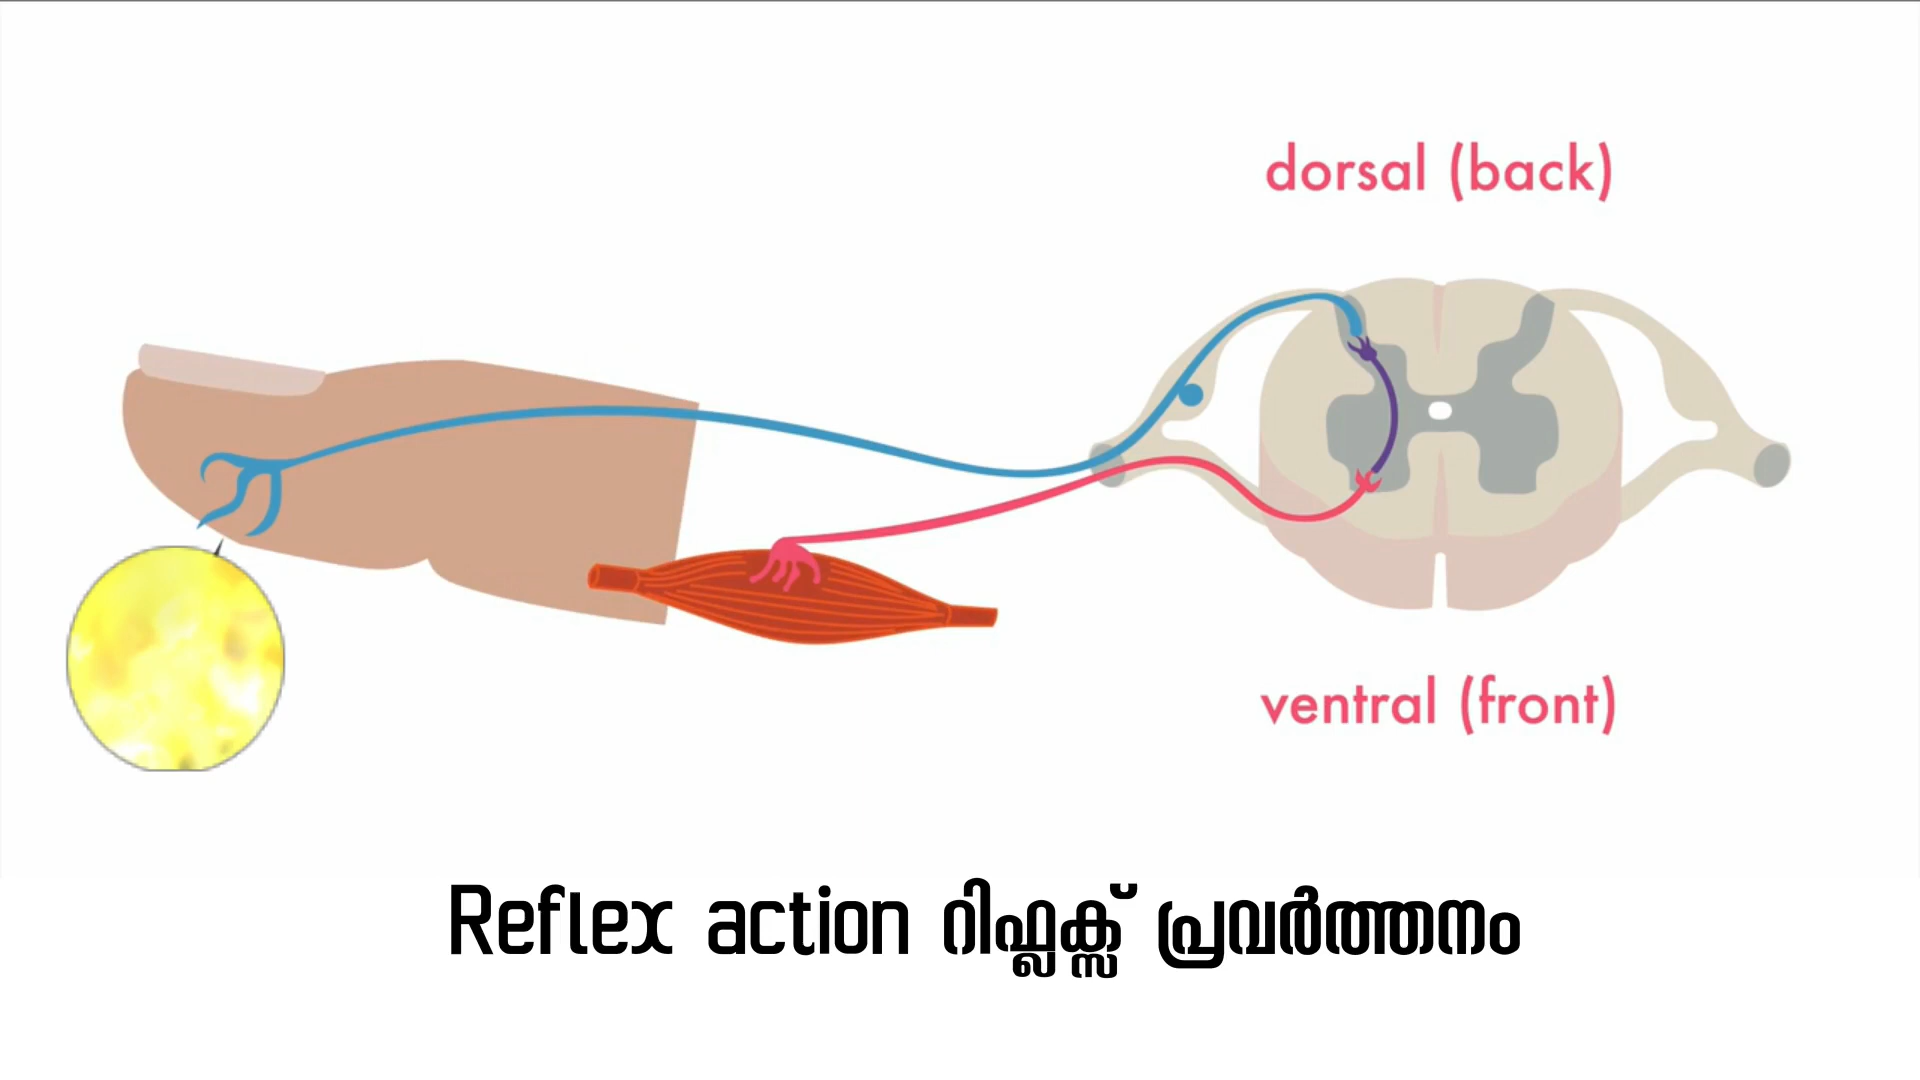 dorsal (back)
ventral (front)
Reflex action റിഫ്ലക്സ് പ്രവർത്തനം